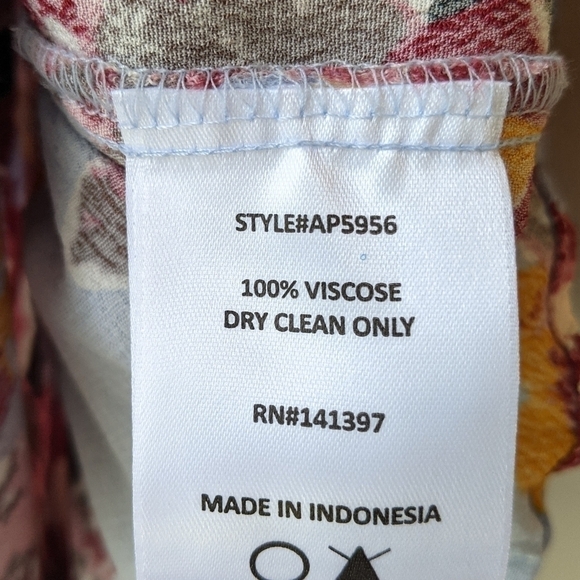 STYLE#AP5956
100% VISCOSE
DRY CLEAN ONLY
RN#141397
MADE IN INDONESIA